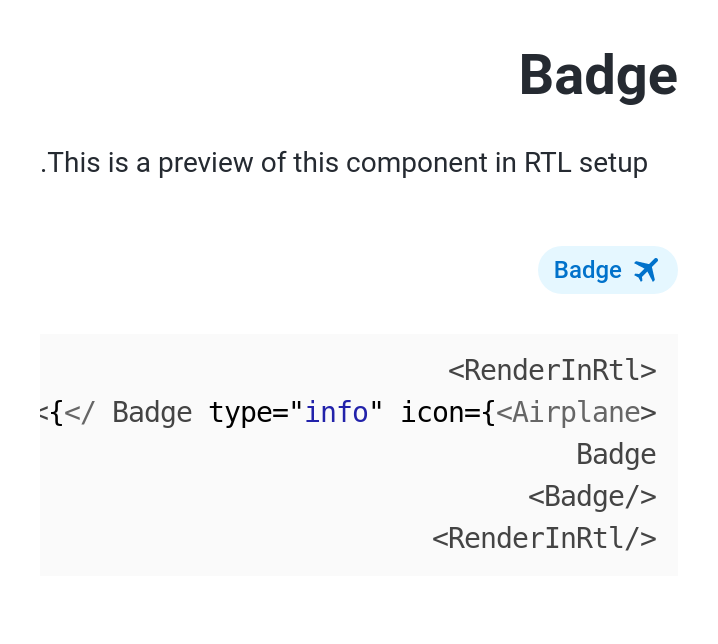 Badge
.This is a preview of this component in RTL setup
Badge
<RenderInRtl>
<{</ Badge type="info" icon={<Airplane>
Badge
<Badge/>
<RenderInRtl/>